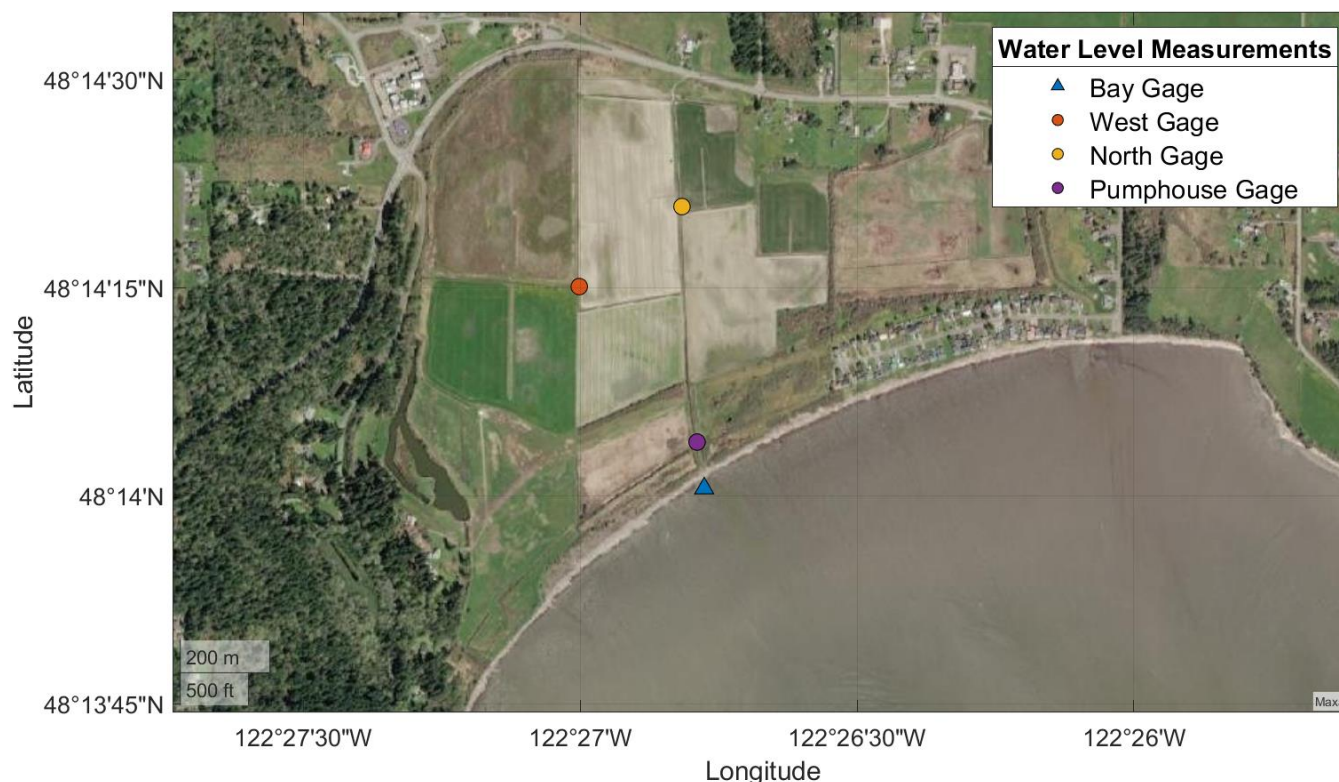 Water Level Measurements
Bay Gage
West Gage
North Gage
Pumphouse Gage
48°14'30"N
48°14'15"N
48°14'N
48°13'45"N
Latitude
200 m
500 ft
Max
122°27'30"W
122°27'W
122°26'30"W
122°26'W
Longitude